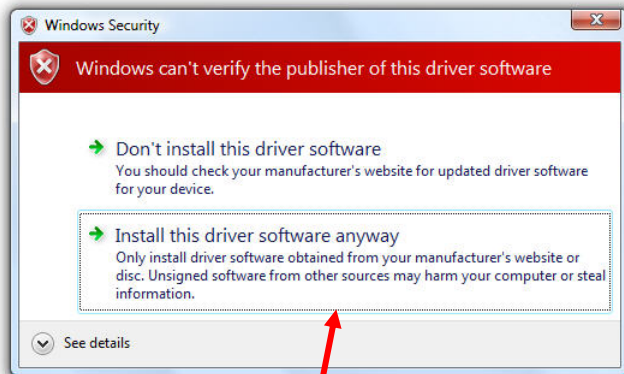 Windows Security
Windows can't verify the publisher of this driver software
Don't install this driver software
You should check your manufacturer's website for updated driver software
for your device.
Install this driver software anyway
Only install driver software obtained from your manufacturer's website or
disc. Unsigned software from other sources may harm your computer or steal
information.
See details